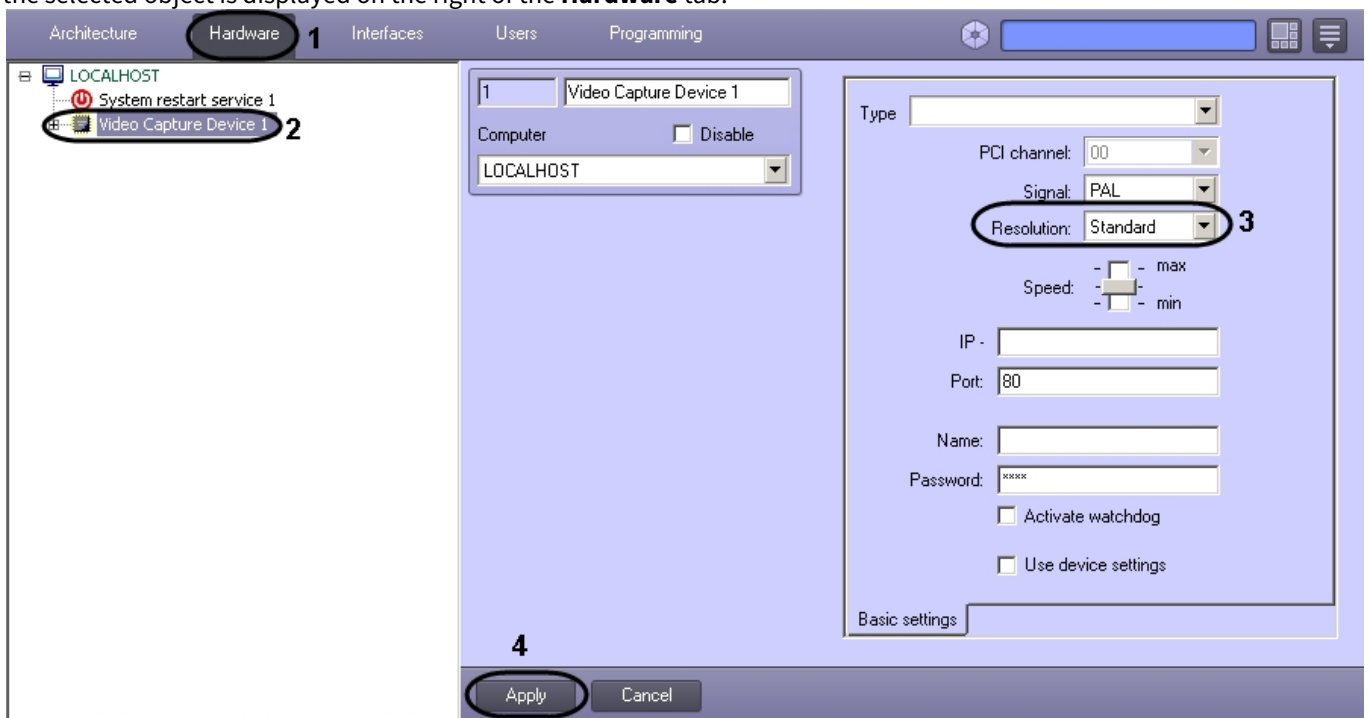 the selected object is displayed on the right of the Hardware tab.
Architecture Hardware 1 Interfaces Users Programming
LOCALHOST
System restart service 1
Video Capture Device 1 2
1 Video Capture Device 1
Computer Disable
LOCALHOST
Type
PCI channel: 00
Signal: PAL
Resolution: Standard 3
Speed: max
min
IP -
Port: 80
Name:
Password: ****
Activate watchdog
Use device settings
Basic settings
4
Apply Cancel